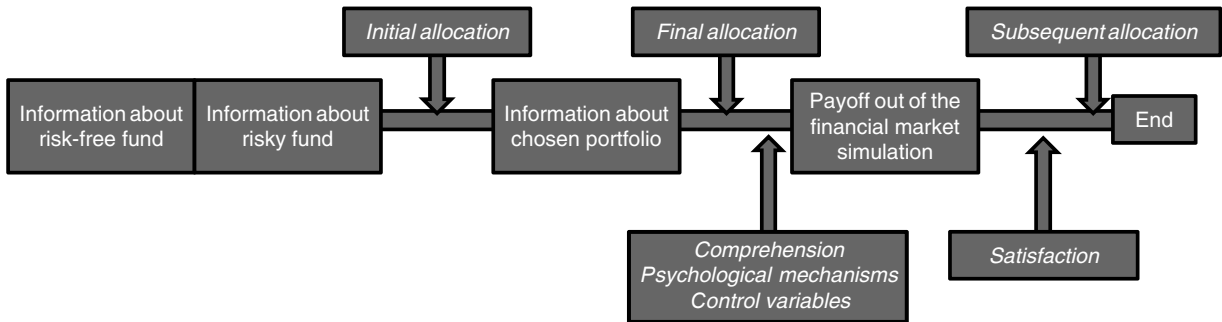 Initial allocation
Final allocation
Subsequent allocation
Information about
risk-free fund
Information about
risky fund
Information about
chosen portfolio
Payoff out of the
financial market
simulation
End
Comprehension
Psychological mechanisms
Control variables
Satisfaction